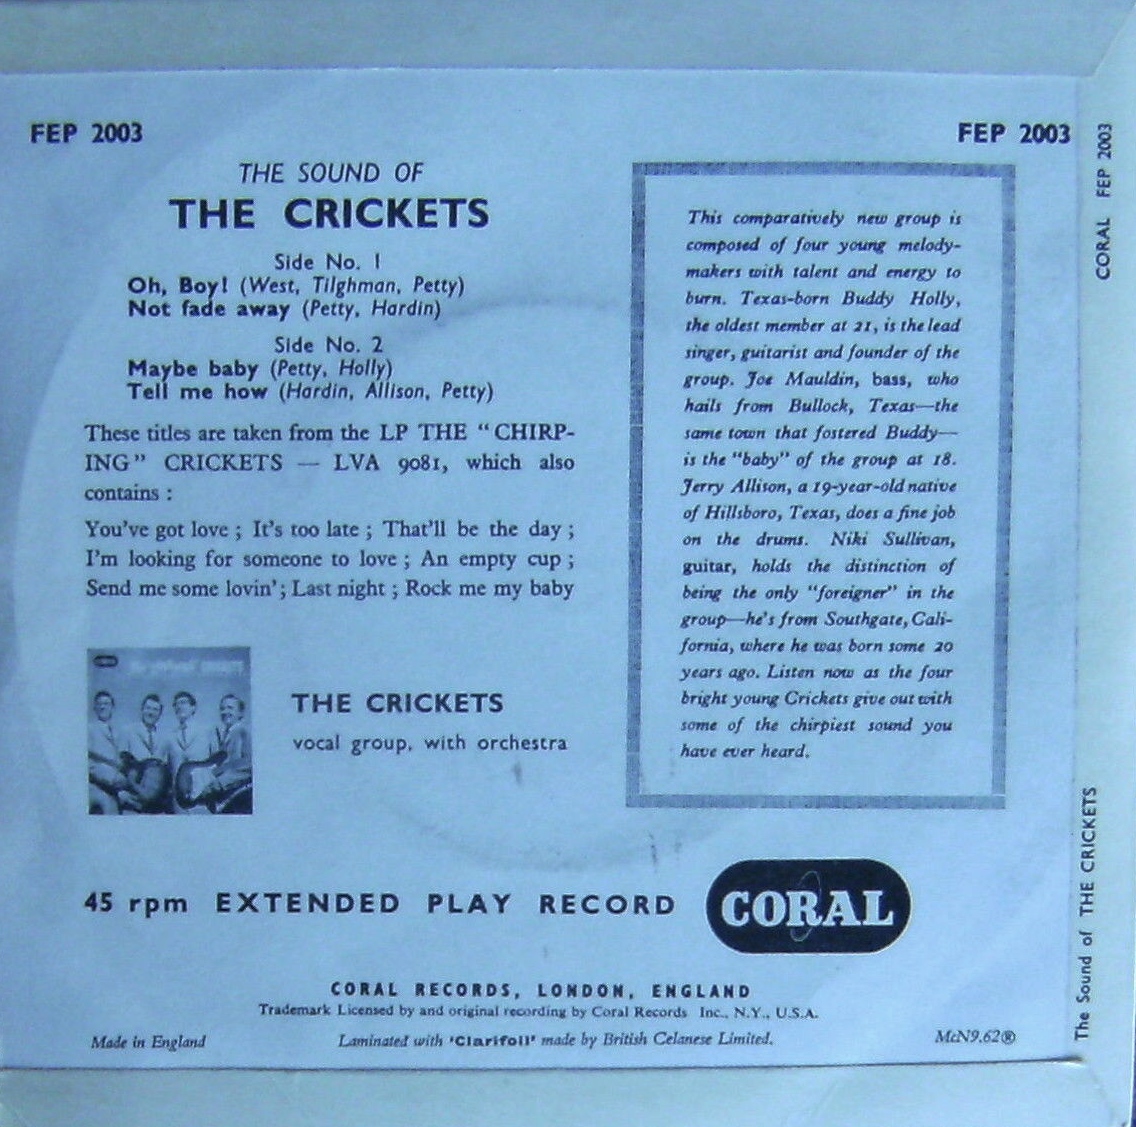 FEP 2003
FEP 2003
THE SOUND OF
THE CRICKETS
Side No. 1
Oh, Boy! (West, Tilghman, Petty)
Not fade away (Petty, Hardin)
Side No. 2
Maybe baby (Petty, Holly)
Tell me how (Hardin, Allison, Petty)
These titles are taken from the LP THE "CHIRP-
ING" CRICKETS — LVA 9081, which also
contains :
You've got love ; It's too late ; That'll be the day ;
I'm looking for someone to love ; An empty cup ;
Send me some lovin' ; Last night ; Rock me my baby
THE CRICKETS
vocal group, with orchestra
This comparatively new group is
composed of four young melody-
makers with talent and energy to
burn. Texas-born Buddy Holly,
the oldest member at 21, is the lead
singer, guitarist and founder of the
group. Joe Mauldin, bass, who
hails from Bullock, Texas—the
same town that fostered Buddy—
is the "baby" of the group at 18.
Jerry Allison, a 19-year-old native
of Hillsboro, Texas, does a fine job
on the drums. Niki Sullivan,
guitar, holds the distinction of
being the only "foreigner" in the
group—he's from Southgate, Cali-
fornia, where he was born some 20
years ago. Listen now as the four
bright young Crickets give out with
some of the chirpiest sound you
have ever heard.
45 rpm EXTENDED PLAY RECORD
CORAL
CORAL RECORDS, LONDON, ENGLAND
Trademark Licensed by and original recording by Coral Records Inc., N.Y., U.S.A.
Made in England
Laminated with 'Clarifoil' made by British Celanese Limited.
McN9.62®
CORAL FEP 2003
The Sound of THE CRICKETS